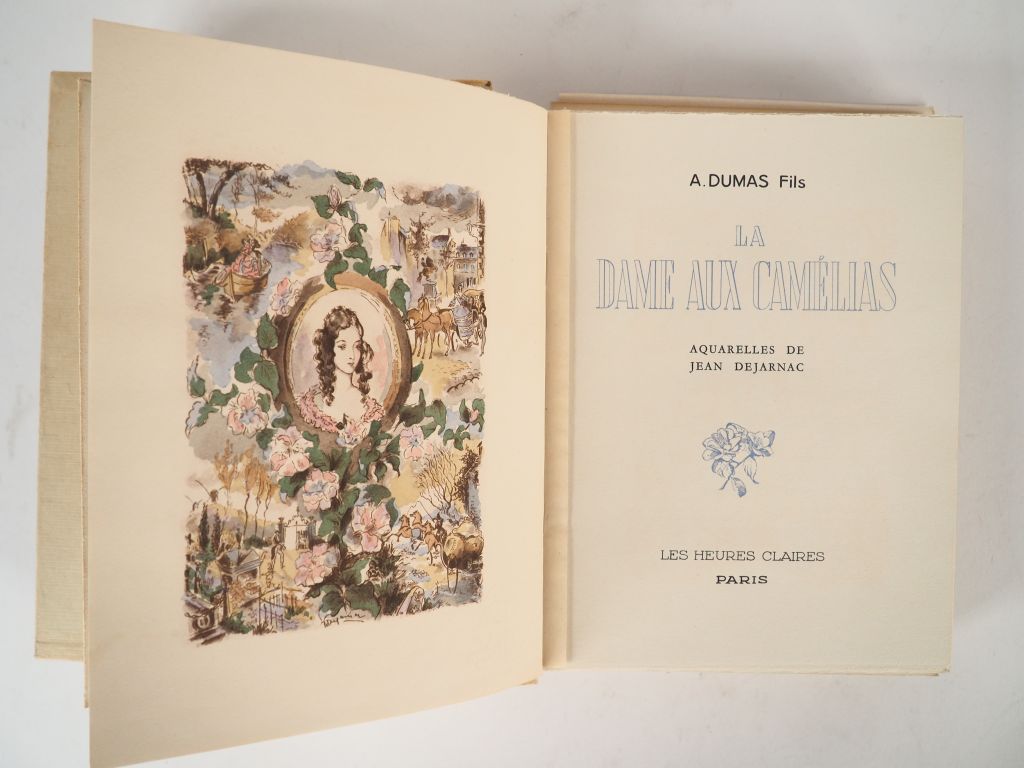 A. DUMAS Fils
LA
DAME AUX CAMÉLIAS
AQUARELLES DE
JEAN DEJARNAC
LES HEURES CLAIRES
PARIS